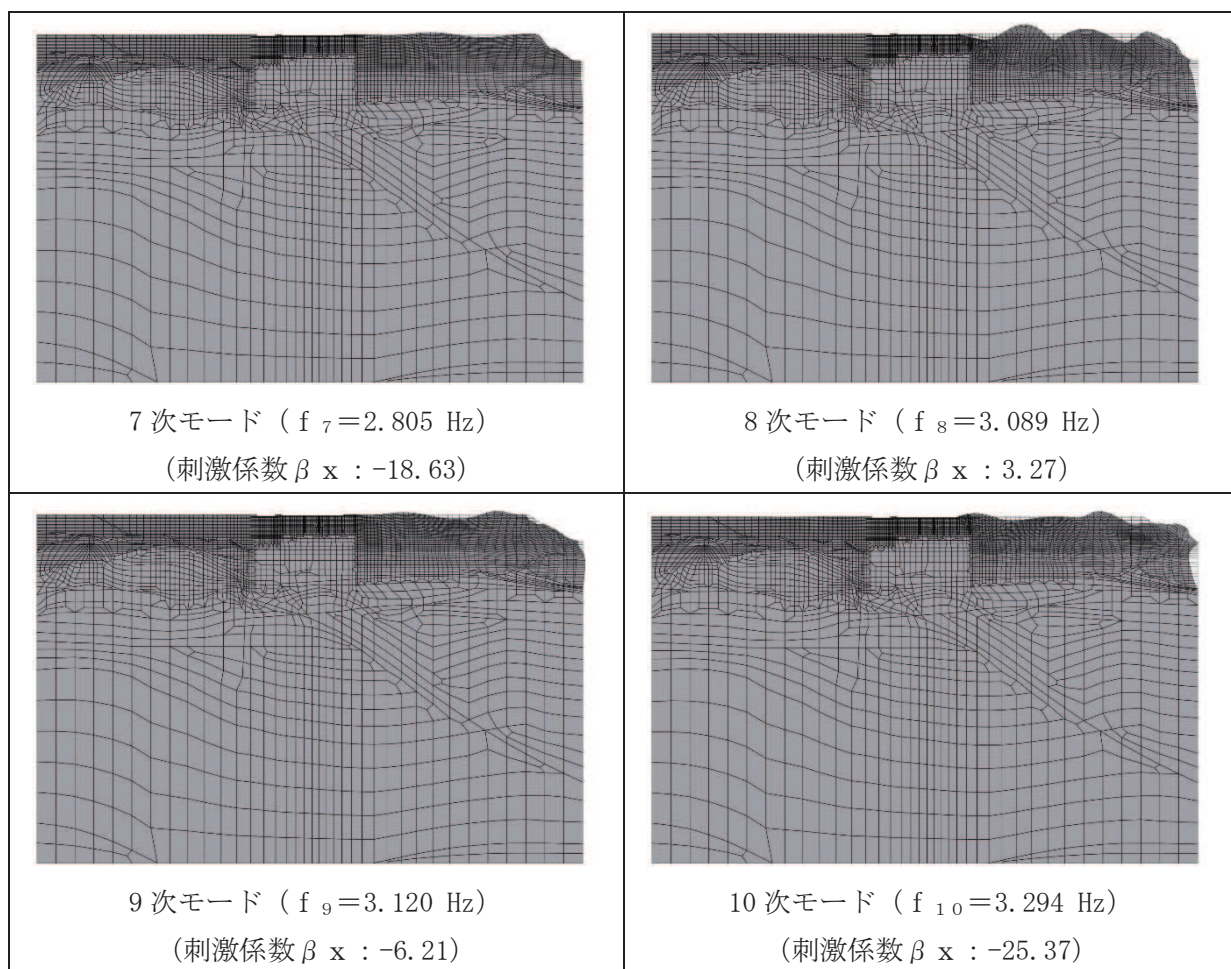 7 次モード (f ₇＝2.805 Hz)
(刺激係数β x：-18.63)
8 次モード (f ₈＝3.089 Hz)
(刺激係数β x：3.27)
9 次モード (f ₉＝3.120 Hz)
(刺激係数β x：-6.21)
10 次モード (f ₁₀＝3.294 Hz)
(刺激係数β x：-25.37)